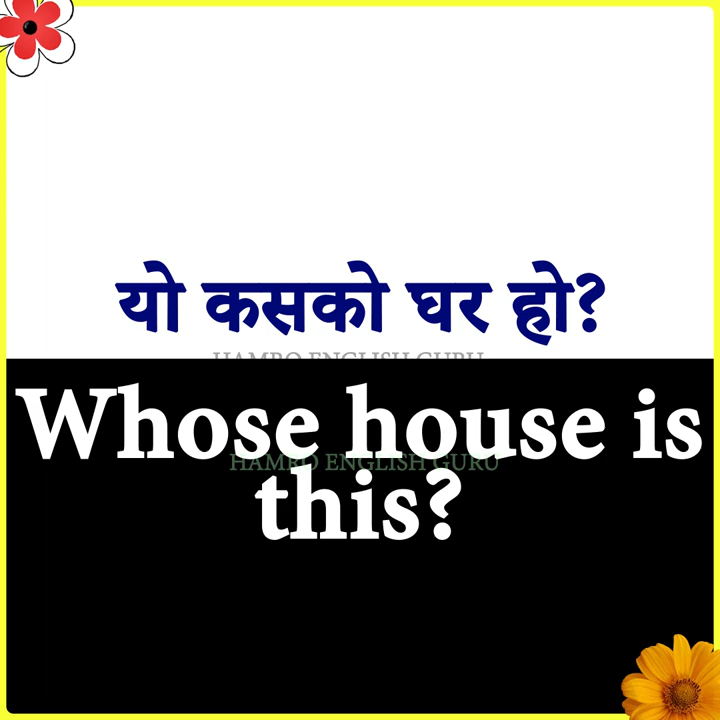 यो कसको घर हो?
HAMRO ENGLISH GURU
Whose house is
HAMRO ENGLISH GURU
this?